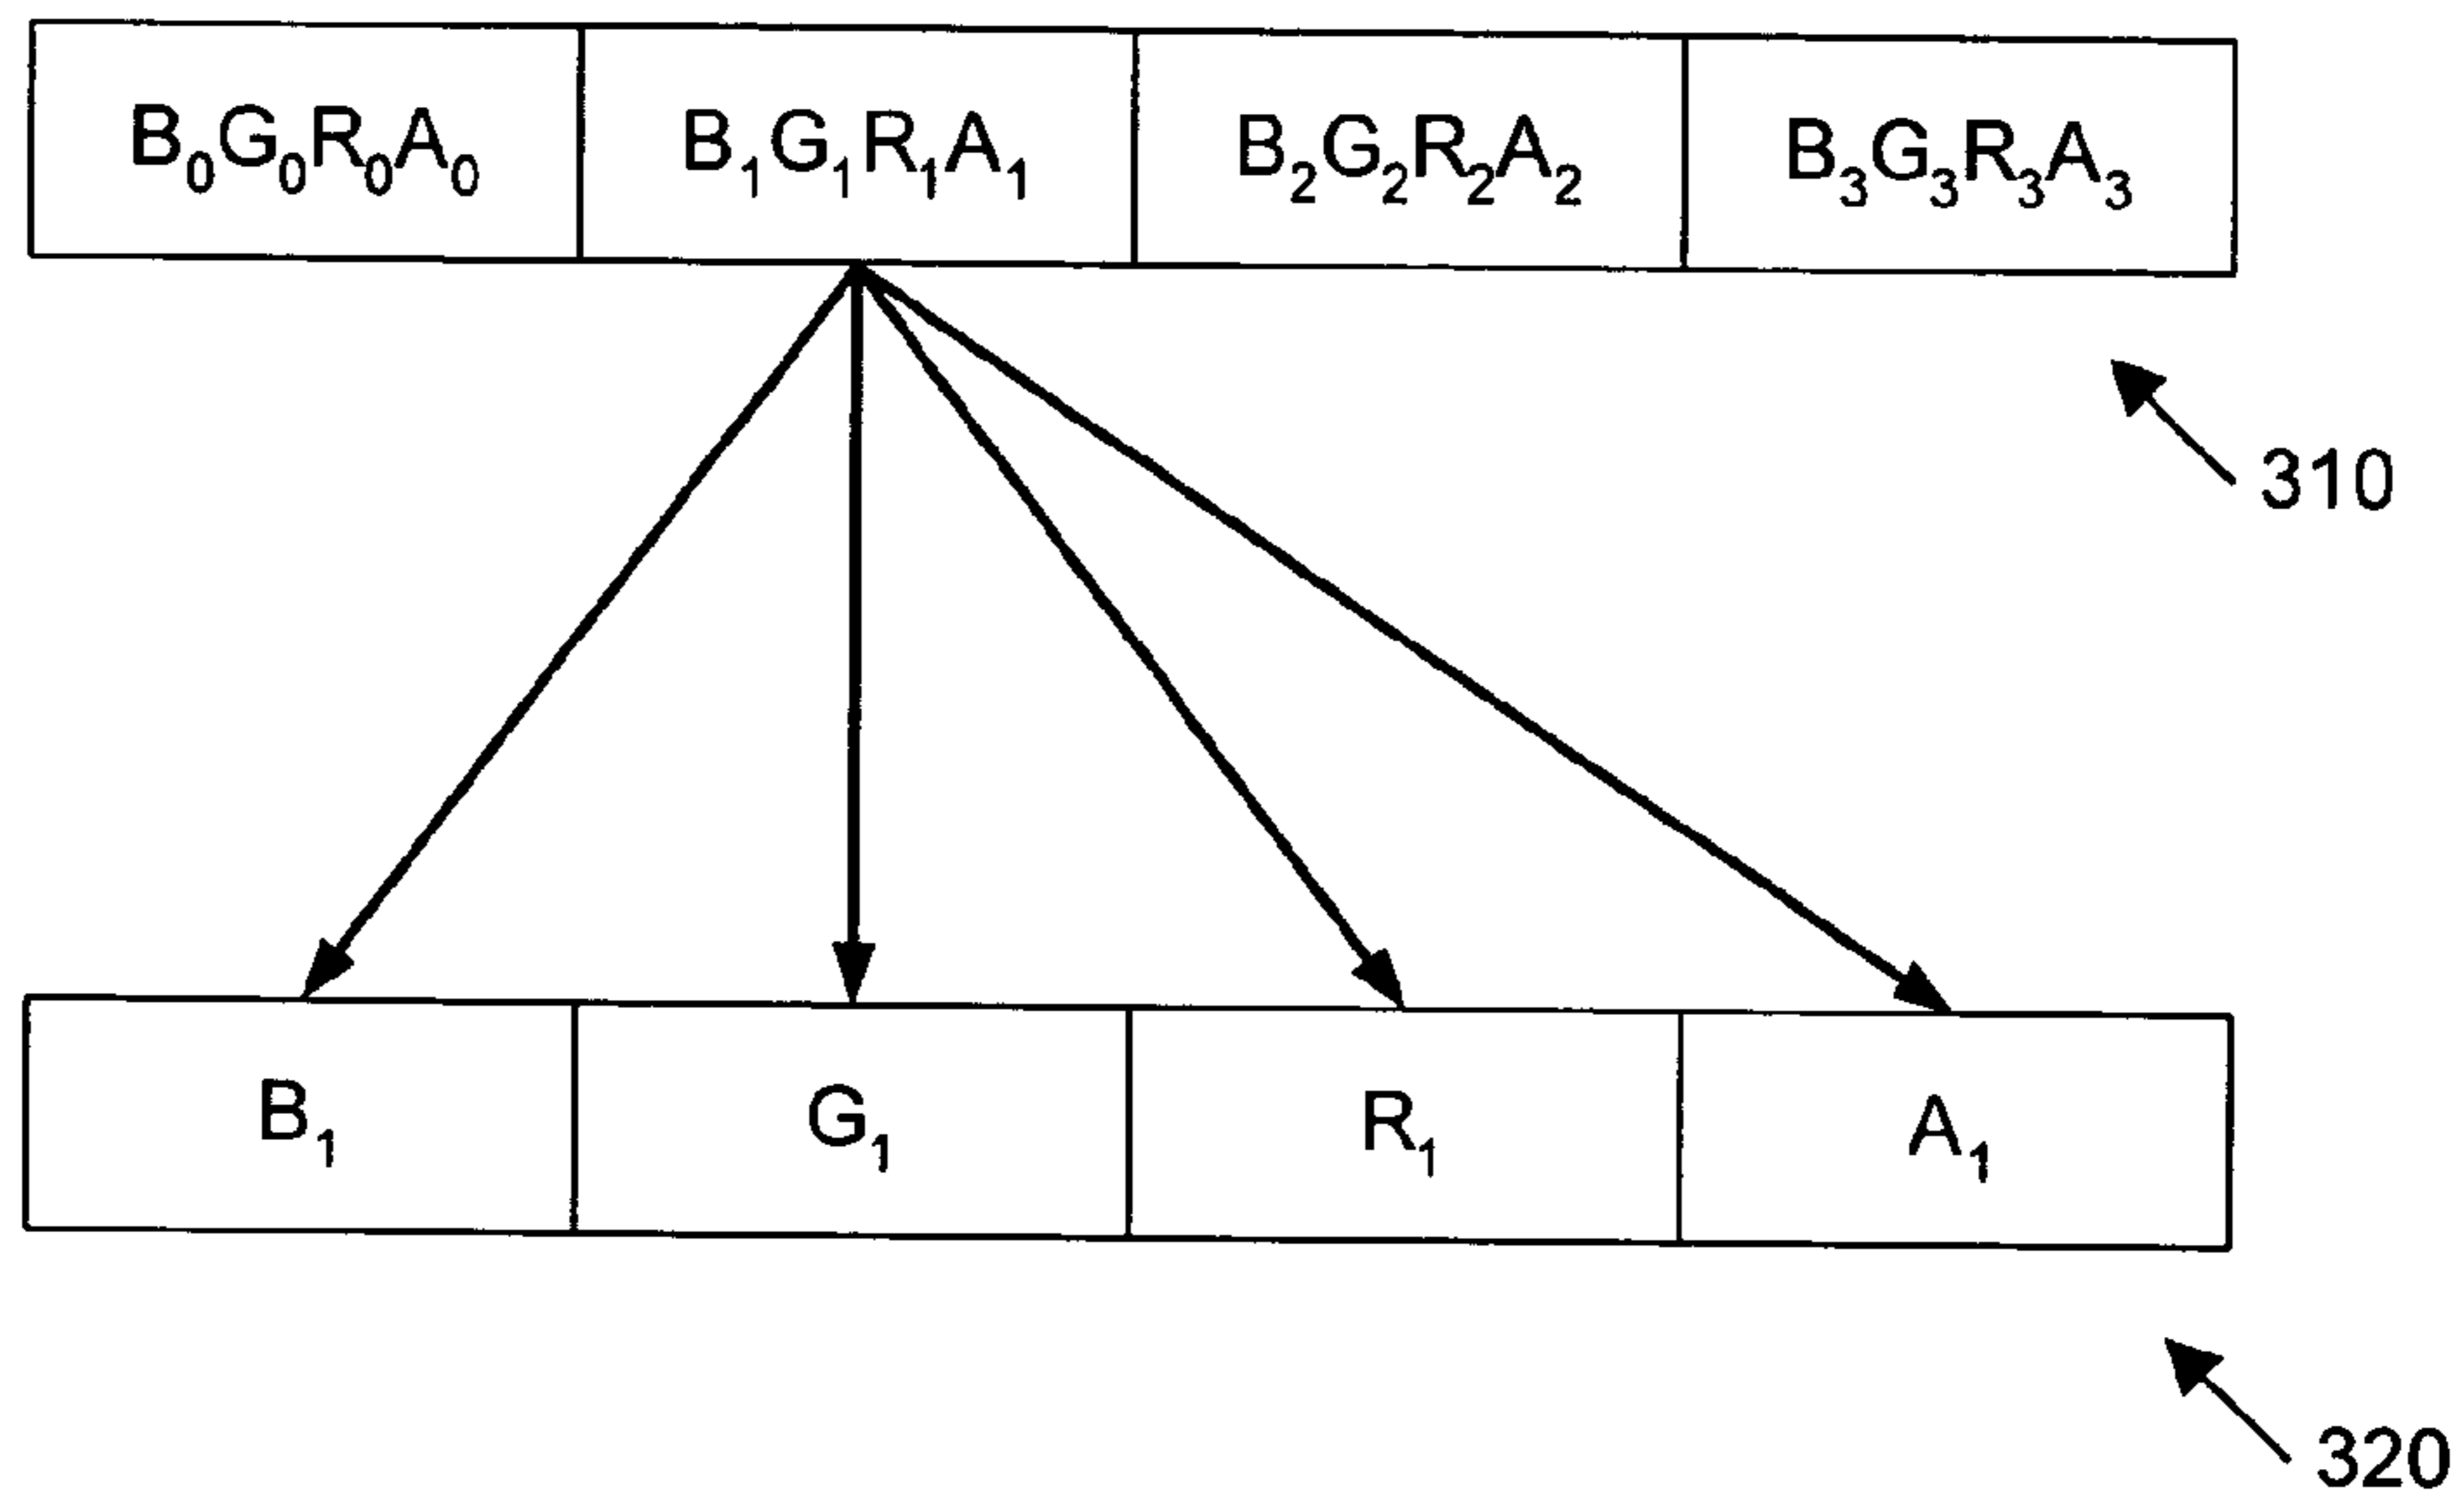 B₀G₀R₀A₀ B₁G₁R₁A₁ B₂G₂R₂A₂ B₃G₃R₃A₃
310
B₁ G₁ R₁ A₁
320